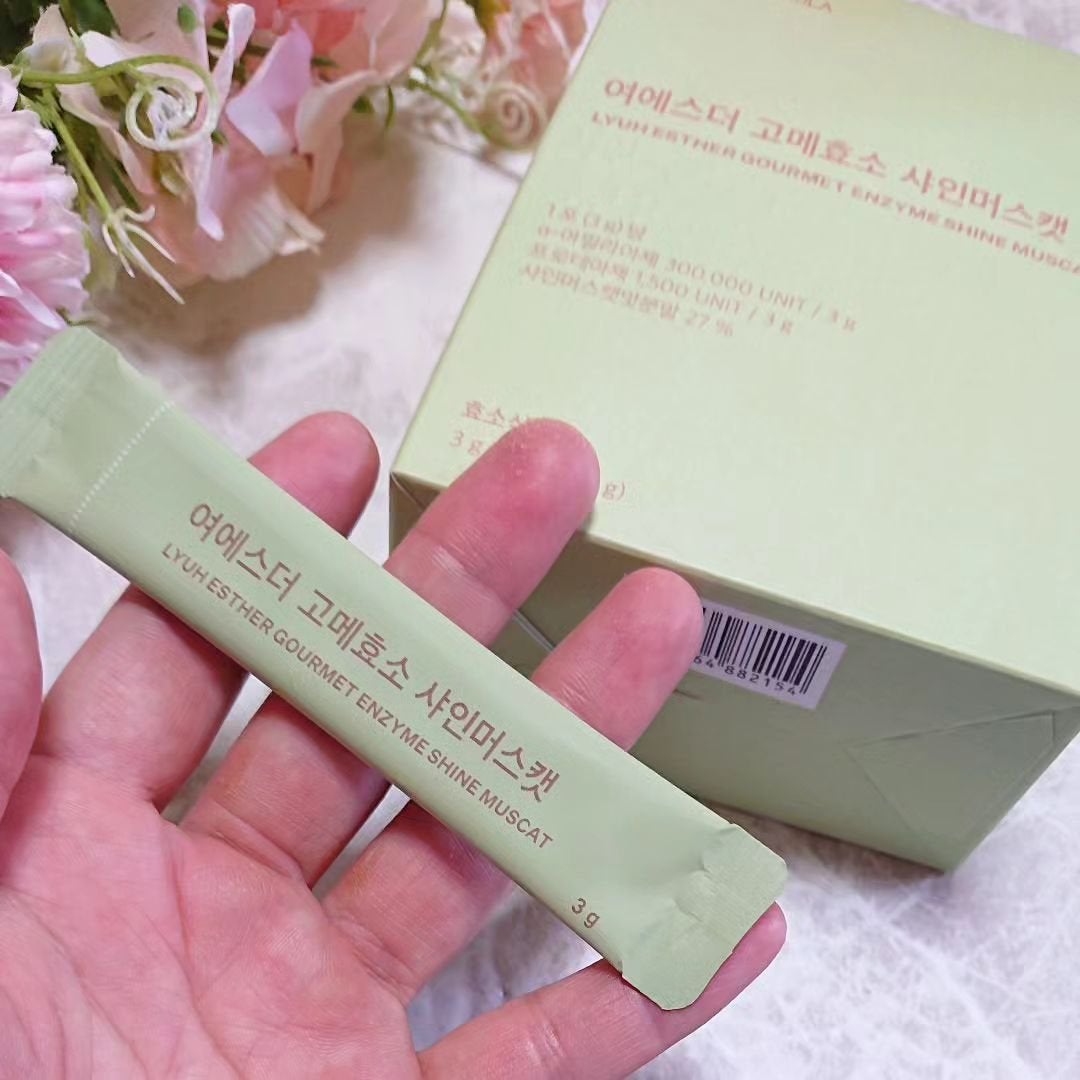 여에스더 고메효소 샤인머스캣
LYUH ESTHER GOURMET ENZYME SHINE
1포 (3 g) 당
α-아밀라아제 300,000 UNIT / 3 g
프로테아제 1,500 UNIT / 3 g
샤인머스캣맛분말 27 %
3 g
g)
882154
여에스더 고메효소 샤인머스캣
LYUH ESTHER GOURMET ENZYME SHINE MUSCAT
3 g